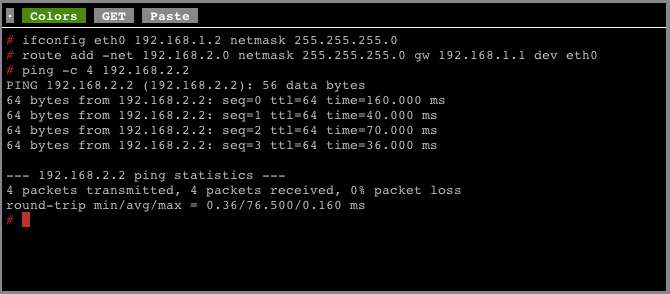 · Colors GET Paste
# ifconfig eth0 192.168.1.2 netmask 255.255.255.0
# route add -net 192.168.2.0 netmask 255.255.255.0 gw 192.168.1.1 dev eth0
# ping -c 4 192.168.2.2
PING 192.168.2.2 (192.168.2.2): 56 data bytes
64 bytes from 192.168.2.2: seq=0 ttl=64 time=160.000 ms
64 bytes from 192.168.2.2: seq=1 ttl=64 time=40.000 ms
64 bytes from 192.168.2.2: seq=2 ttl=64 time=70.000 ms
64 bytes from 192.168.2.2: seq=3 ttl=64 time=36.000 ms
--- 192.168.2.2 ping statistics ---
4 packets transmitted, 4 packets received, 0% packet loss
round-trip min/avg/max = 0.36/76.500/0.160 ms
#